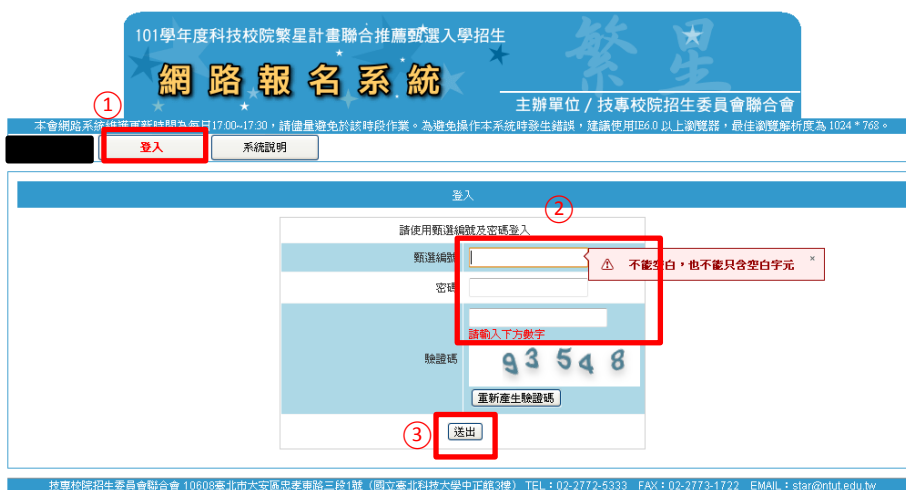 101學年度科技校院繁星計畫聯合推薦甄選入學招生
繁星
網路報名系統
主辦單位 / 技專校院招生委員會聯合會
①
本會網路系統維護更新時間為每日17:00~17:30，請儘量避免於該時段作業。為避免操作本系統時發生錯誤，建議使用IE6.0 以上瀏覽器，最佳瀏覽解析度為 1024 * 768。
登入
系統說明
登入
②
請使用甄選編號及密碼登入
甄選編號
不能空白，也不能只含空白字元 ×
密碼
請輸入下方數字
驗證碼
93548
重新產生驗證碼
③
送出
技專校院招生委員會聯合會 10608臺北市大安區忠孝東路三段1號（國立臺北科技大學中正館3樓） TEL：02-2772-5333 FAX：02-2773-1722 EMAIL：star@ntut.edu.tw